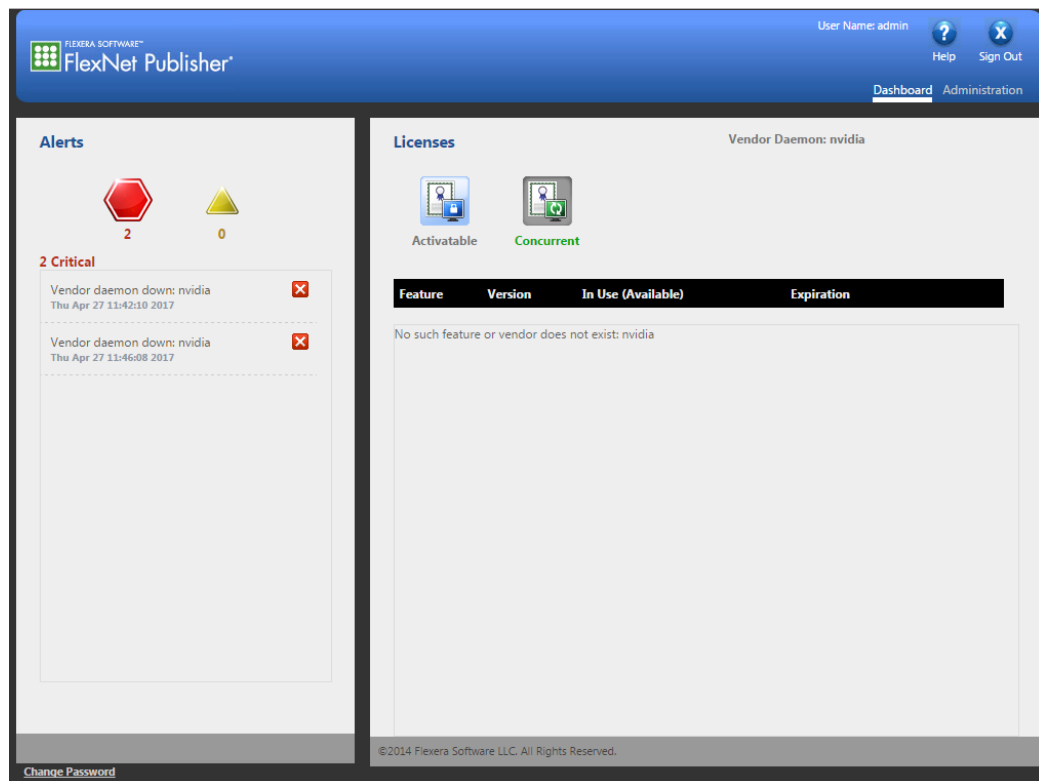 User Name: admin
FLEXERA SOFTWARE™
FlexNet Publisher®
Help
Sign Out
Dashboard Administration
Alerts
2
0
2 Critical
Vendor daemon down: nvidia
Thu Apr 27 11:42:10 2017
Vendor daemon down: nvidia
Thu Apr 27 11:46:08 2017
Licenses
Vendor Daemon: nvidia
Activatable
Concurrent
Feature Version In Use (Available) Expiration
No such feature or vendor does not exist: nvidia
©2014 Flexera Software LLC. All Rights Reserved.
Change Password